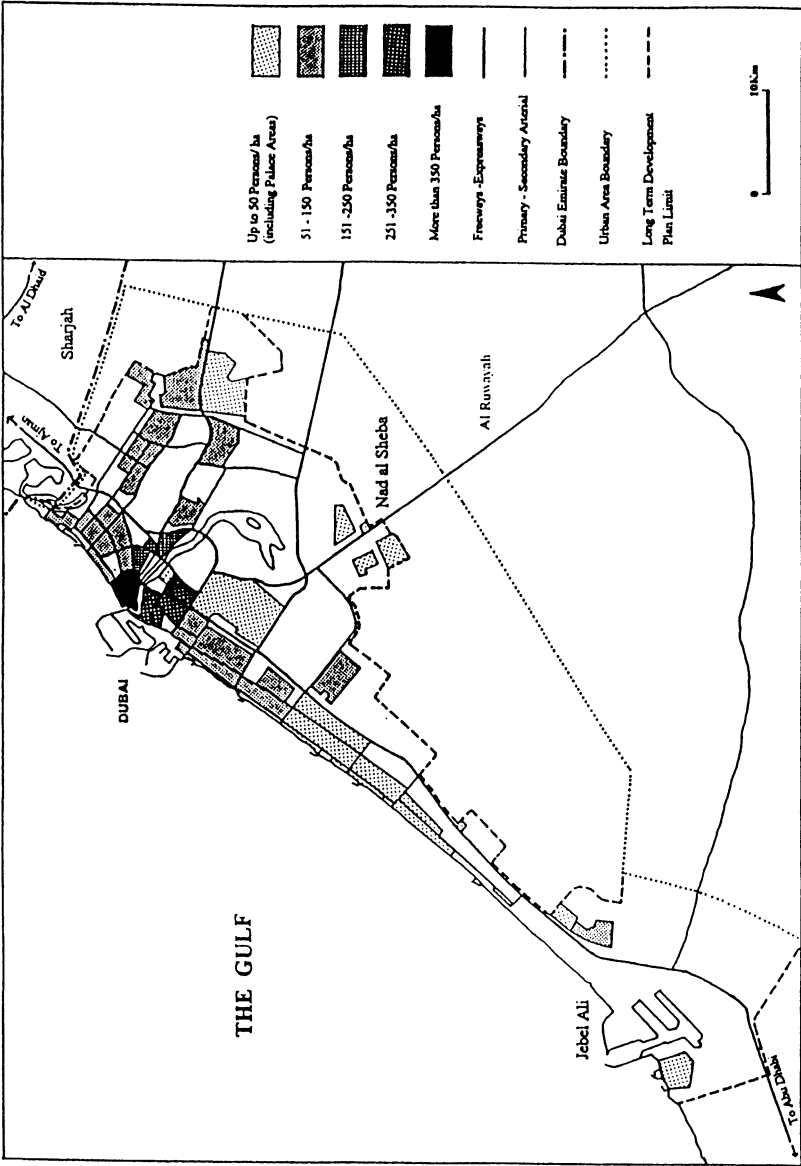 Up to 50 Persons/ ha
(including Palace Areas)
51 - 150 Persons/ha
151 -250 Persons/ha
251 -350 Persons/ha
More than 350 Persons/ha
Freeways -Expressways
Primary - Secondary Arterial
Dubai Emirate Boundary
Urban Area Boundary
Long Term Development
Plan Limit
0
10Km
To Al Dhaid
Sharjah
To Ajman
DUBAI
Nad al Sheba
Al Ruwayah
THE GULF
Jebel Ali
To Abu Dhabi